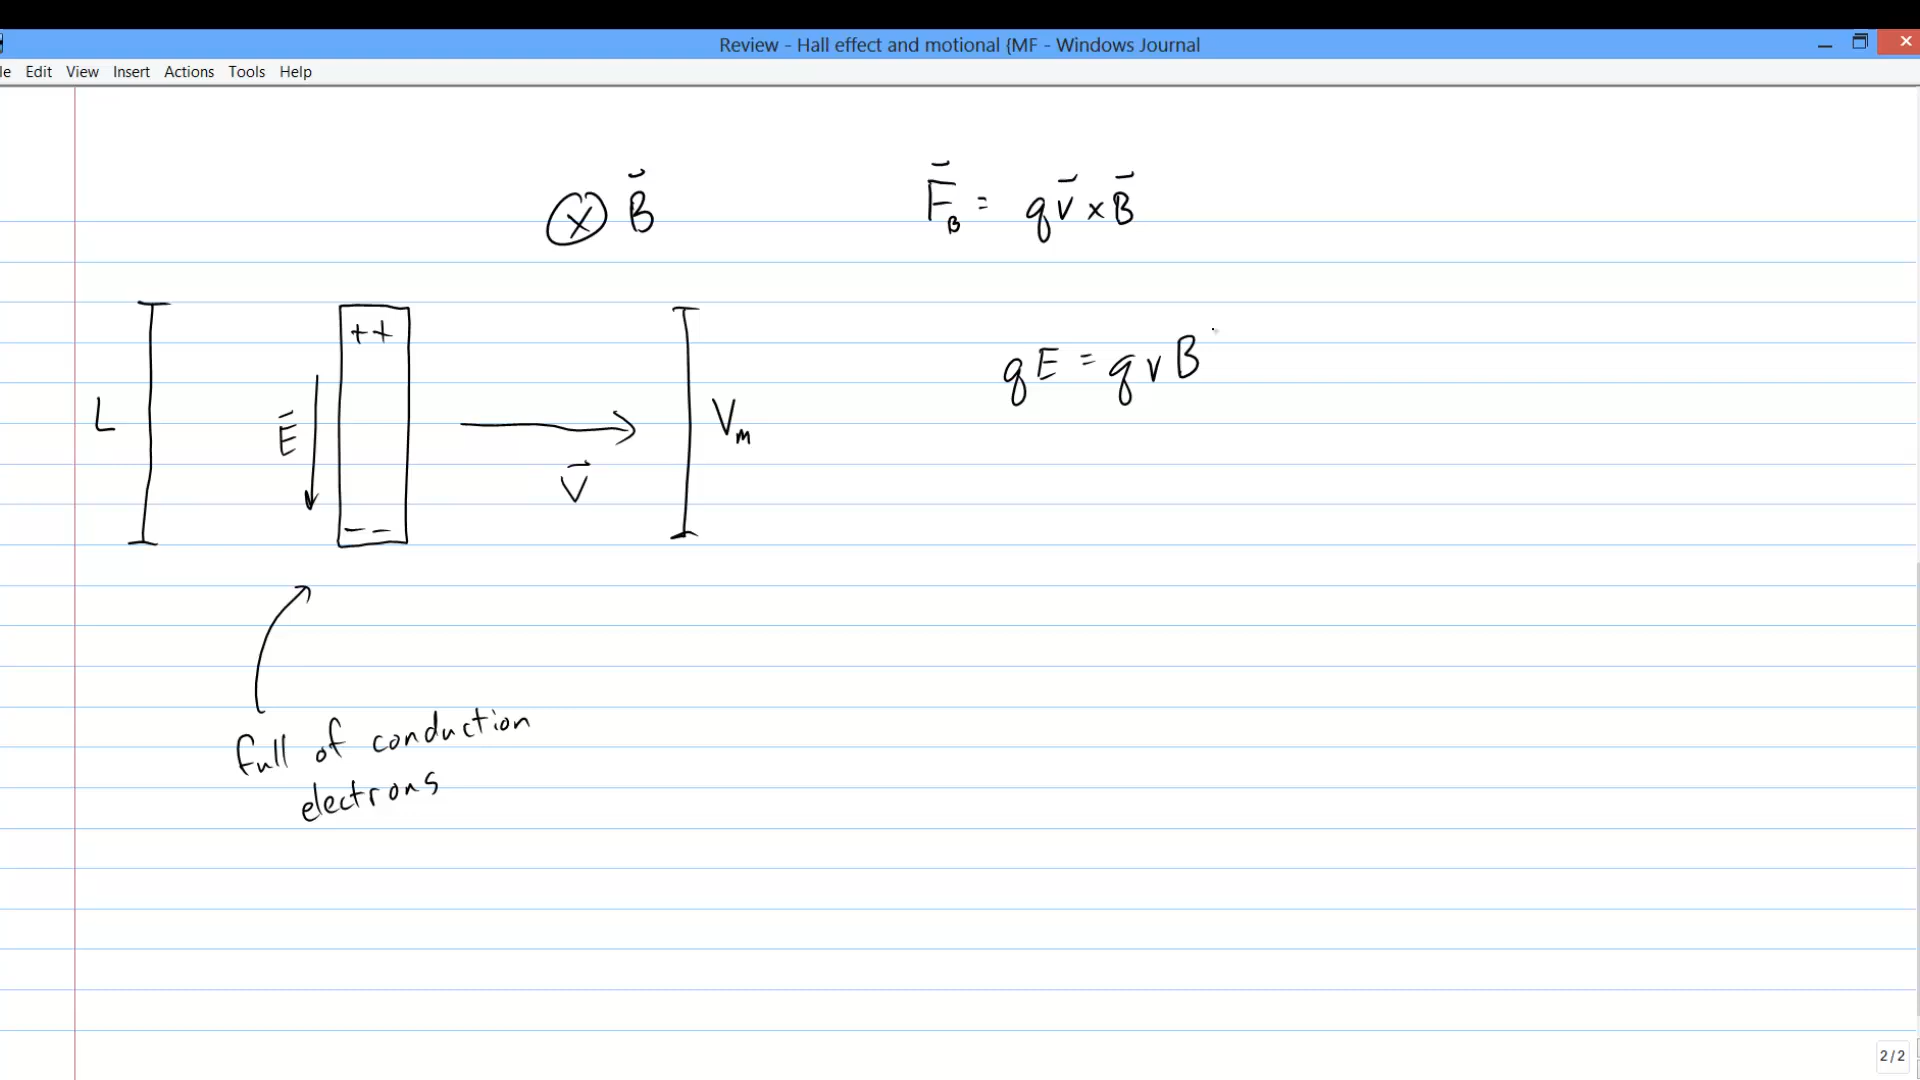 Review - Hall effect and motional {MF - Windows Journal
le Edit View Insert Actions Tools Help
⊗ B⃗
F⃗_B = qv⃗ × B⃗
++
qE = qvB
L
E⃗
V_m
v⃗
--
full of conduction
electrons
2/2